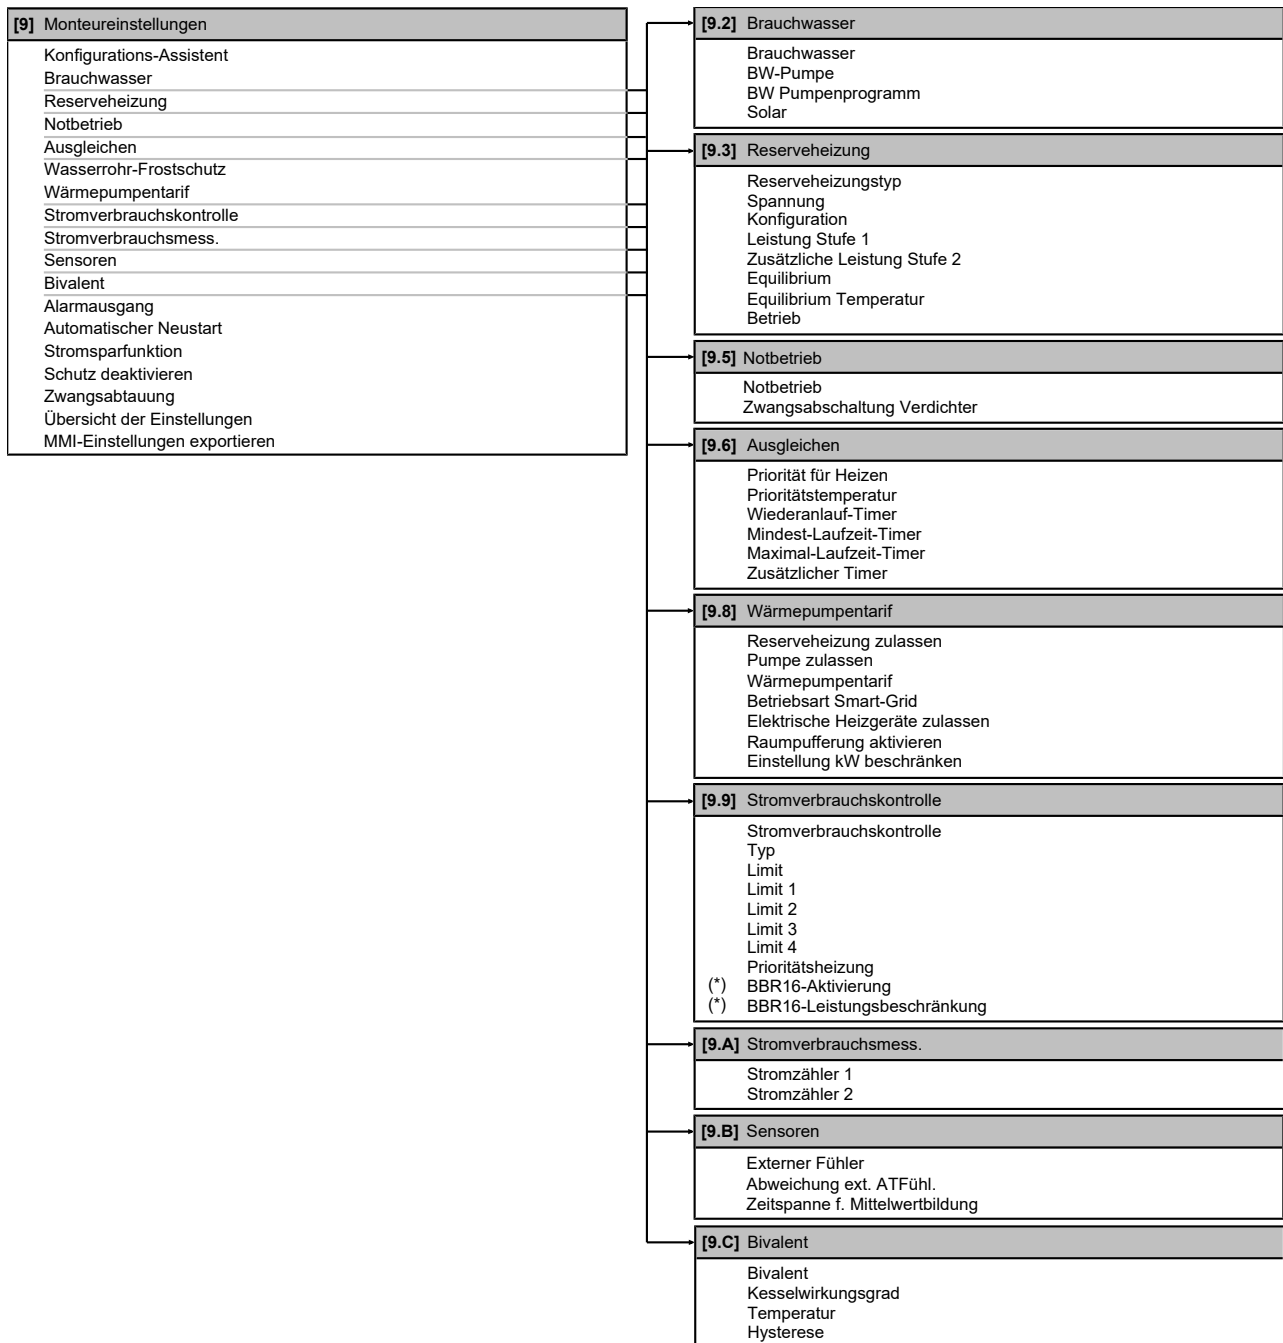 [9] Monteureinstellungen
Konfigurations-Assistent
Brauchwasser
Reserveheizung
Notbetrieb
Ausgleichen
Wasserrohr-Frostschutz
Wärmepumpentarif
Stromverbrauchskontrolle
Stromverbrauchsmess.
Sensoren
Bivalent
Alarmausgang
Automatischer Neustart
Stromsparfunktion
Schutz deaktivieren
Zwangsabtauung
Übersicht der Einstellungen
MMI-Einstellungen exportieren
[9.2] Brauchwasser
Brauchwasser
BW-Pumpe
BW Pumpenprogramm
Solar
[9.3] Reserveheizung
Reserveheizungstyp
Spannung
Konfiguration
Leistung Stufe 1
Zusätzliche Leistung Stufe 2
Equilibrium
Equilibrium Temperatur
Betrieb
[9.5] Notbetrieb
Notbetrieb
Zwangsabschaltung Verdichter
[9.6] Ausgleichen
Priorität für Heizen
Prioritätstemperatur
Wiederanlauf-Timer
Mindest-Laufzeit-Timer
Maximal-Laufzeit-Timer
Zusätzlicher Timer
[9.8] Wärmepumpentarif
Reserveheizung zulassen
Pumpe zulassen
Wärmepumpentarif
Betriebsart Smart-Grid
Elektrische Heizgeräte zulassen
Raumpufferung aktivieren
Einstellung kW beschränken
[9.9] Stromverbrauchskontrolle
Stromverbrauchskontrolle
Typ
Limit
Limit 1
Limit 2
Limit 3
Limit 4
Prioritätsheizung
(*) BBR16-Aktivierung
(*) BBR16-Leistungsbeschränkung
[9.A] Stromverbrauchsmess.
Stromzähler 1
Stromzähler 2
[9.B] Sensoren
Externer Fühler
Abweichung ext. ATFühl.
Zeitspanne f. Mittelwertbildung
[9.C] Bivalent
Bivalent
Kesselwirkungsgrad
Temperatur
Hysterese